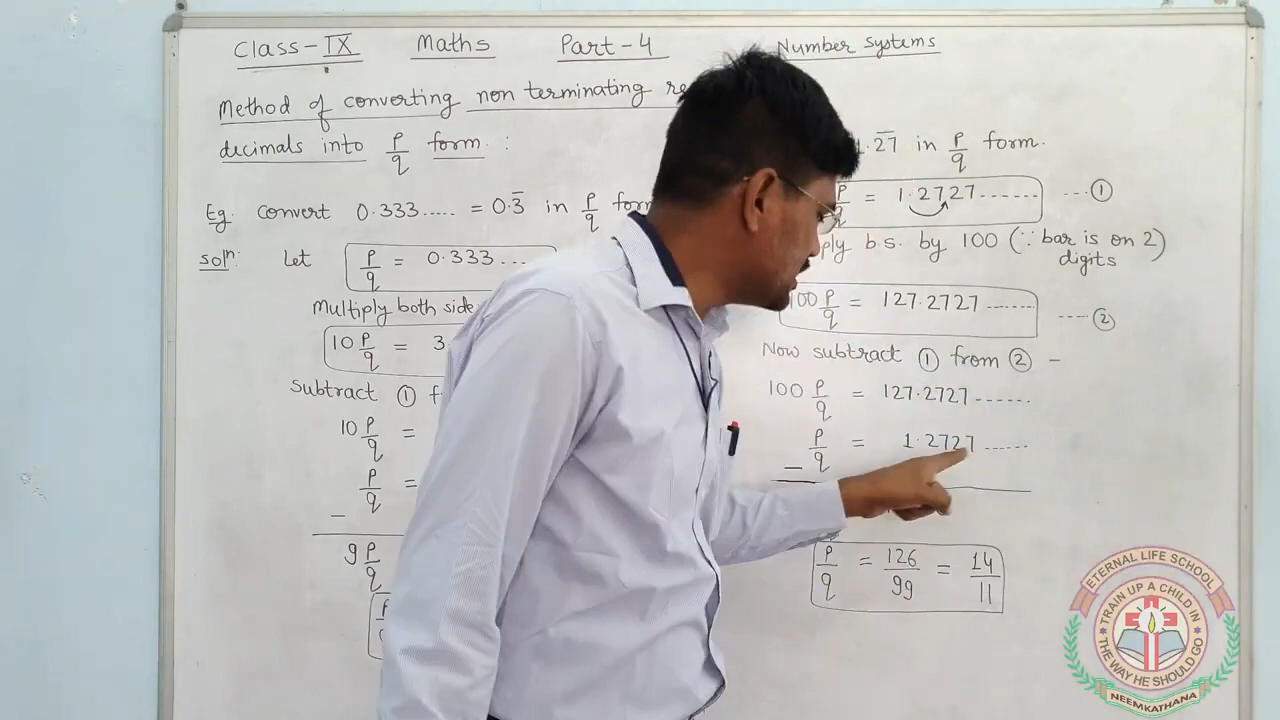 Class-IX Maths Part-4 Number Systems
Method of converting non terminating
decimals into p/q form :
Eg. Convert 0.333..... = 0.3̅ in p/q form
Solⁿ: Let p/q = 0.333...
Multiply both side
10 p/q = 3.
Subtract ① f
10 p/q =
p/q =
−
9 p/q
1.2̅7̅ in p/q form.
p/q = 1.2727...... ...①
ply b.s. by 100 (∵ bar is on 2
digits)
100 p/q = 127.2727...... ....②
Now subtract ① from ② −
100 p/q = 127.2727......
p/q = 1.2727......
−
p/q = 126/99 = 14/11
ETERNAL LIFE SCHOOL
TRAIN UP A CHILD IN
THE WAY HE SHOULD GO
NEEMKATHANA